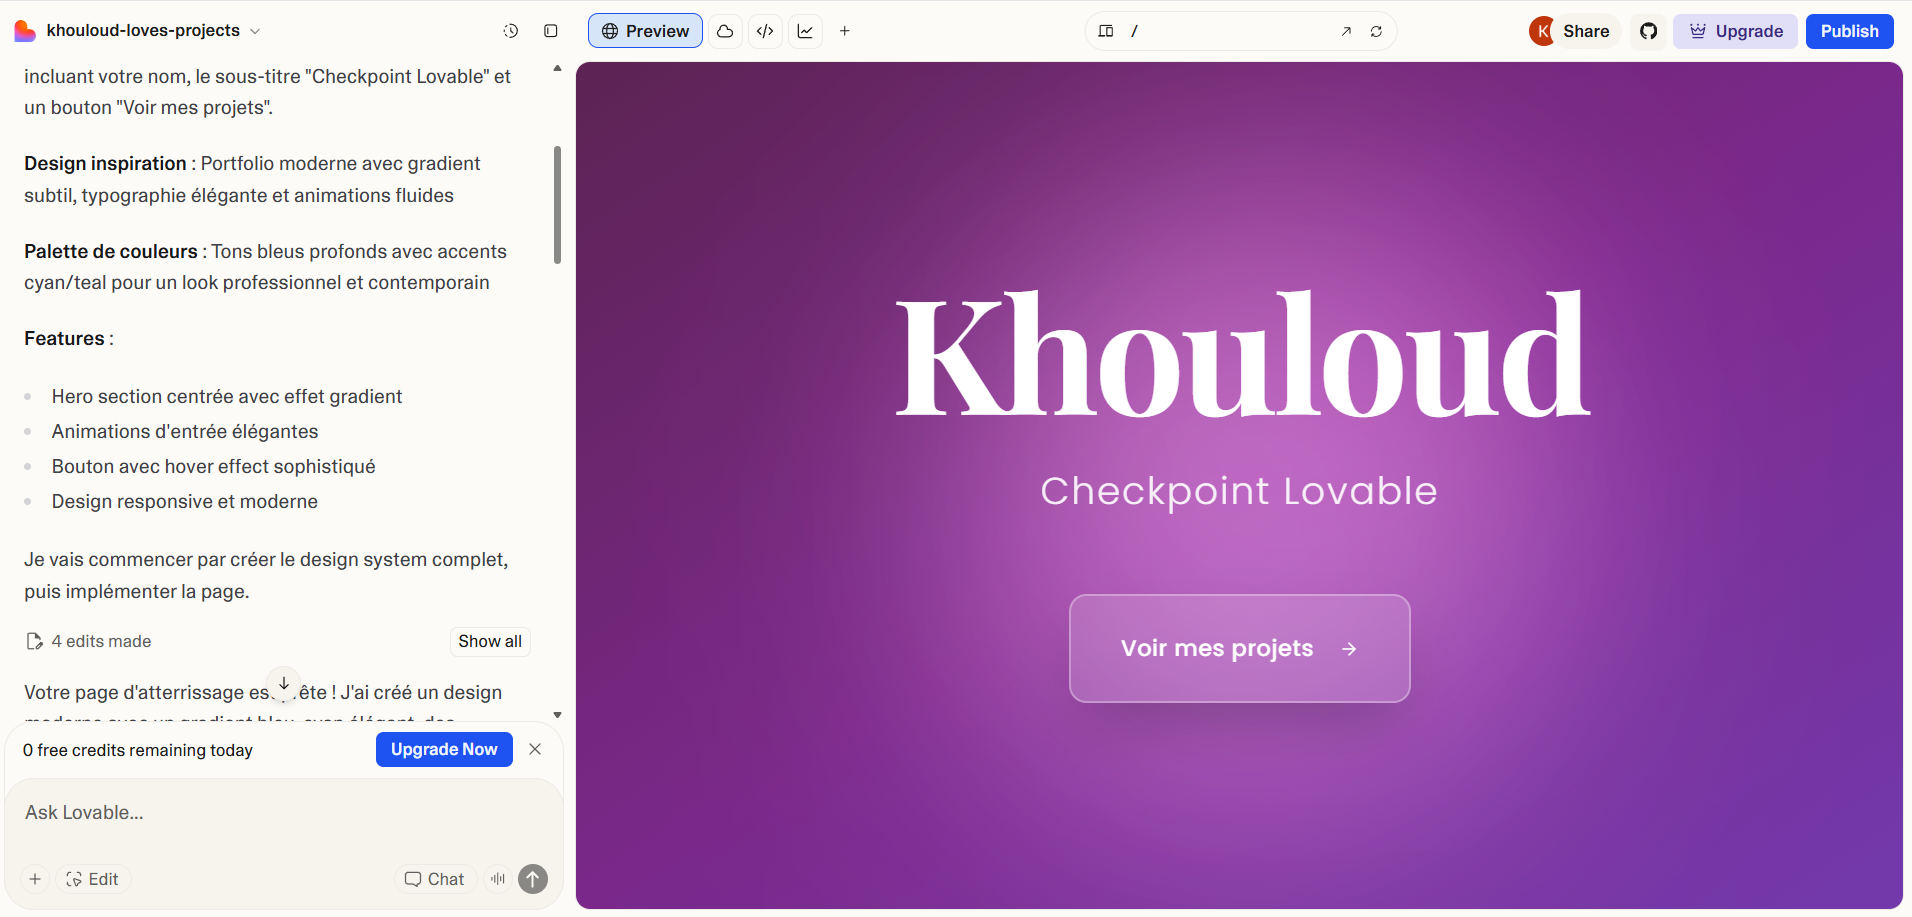 khouloud-loves-projects
Preview
/
K
Share
Upgrade
Publish
incluant votre nom, le sous-titre "Checkpoint Lovable" et
un bouton "Voir mes projets".
Design inspiration : Portfolio moderne avec gradient
subtil, typographie élégante et animations fluides
Palette de couleurs : Tons bleus profonds avec accents
cyan/teal pour un look professionnel et contemporain
Features :
Hero section centrée avec effet gradient
Animations d'entrée élégantes
Bouton avec hover effect sophistiqué
Design responsive et moderne
Je vais commencer par créer le design system complet,
puis implémenter la page.
4 edits made
Show all
Votre page d'atterrissage est prête ! J'ai créé un design
0 free credits remaining today
Upgrade Now
Ask Lovable...
Edit
Chat
Khouloud
Checkpoint Lovable
Voir mes projets